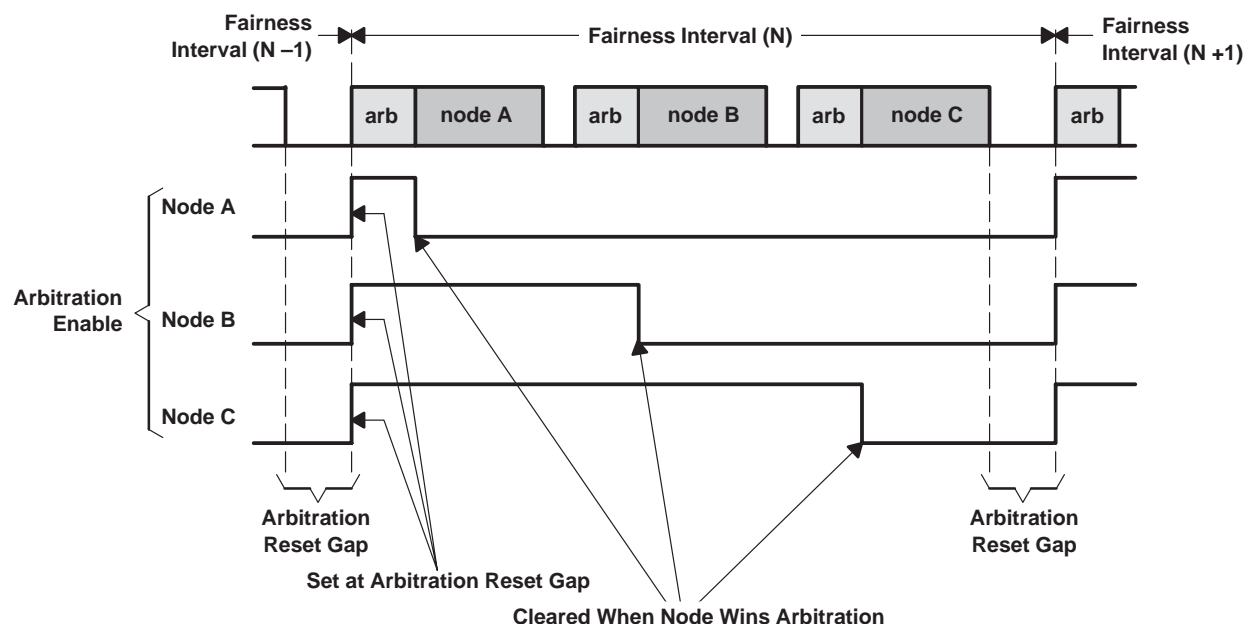 Fairness
Interval (N –1)
Fairness Interval (N)
Fairness
Interval (N +1)
arb
node A
arb
node B
arb
node C
arb
Node A
Arbitration
Enable
Node B
Node C
Arbitration
Reset Gap
Arbitration
Reset Gap
Set at Arbitration Reset Gap
Cleared When Node Wins Arbitration